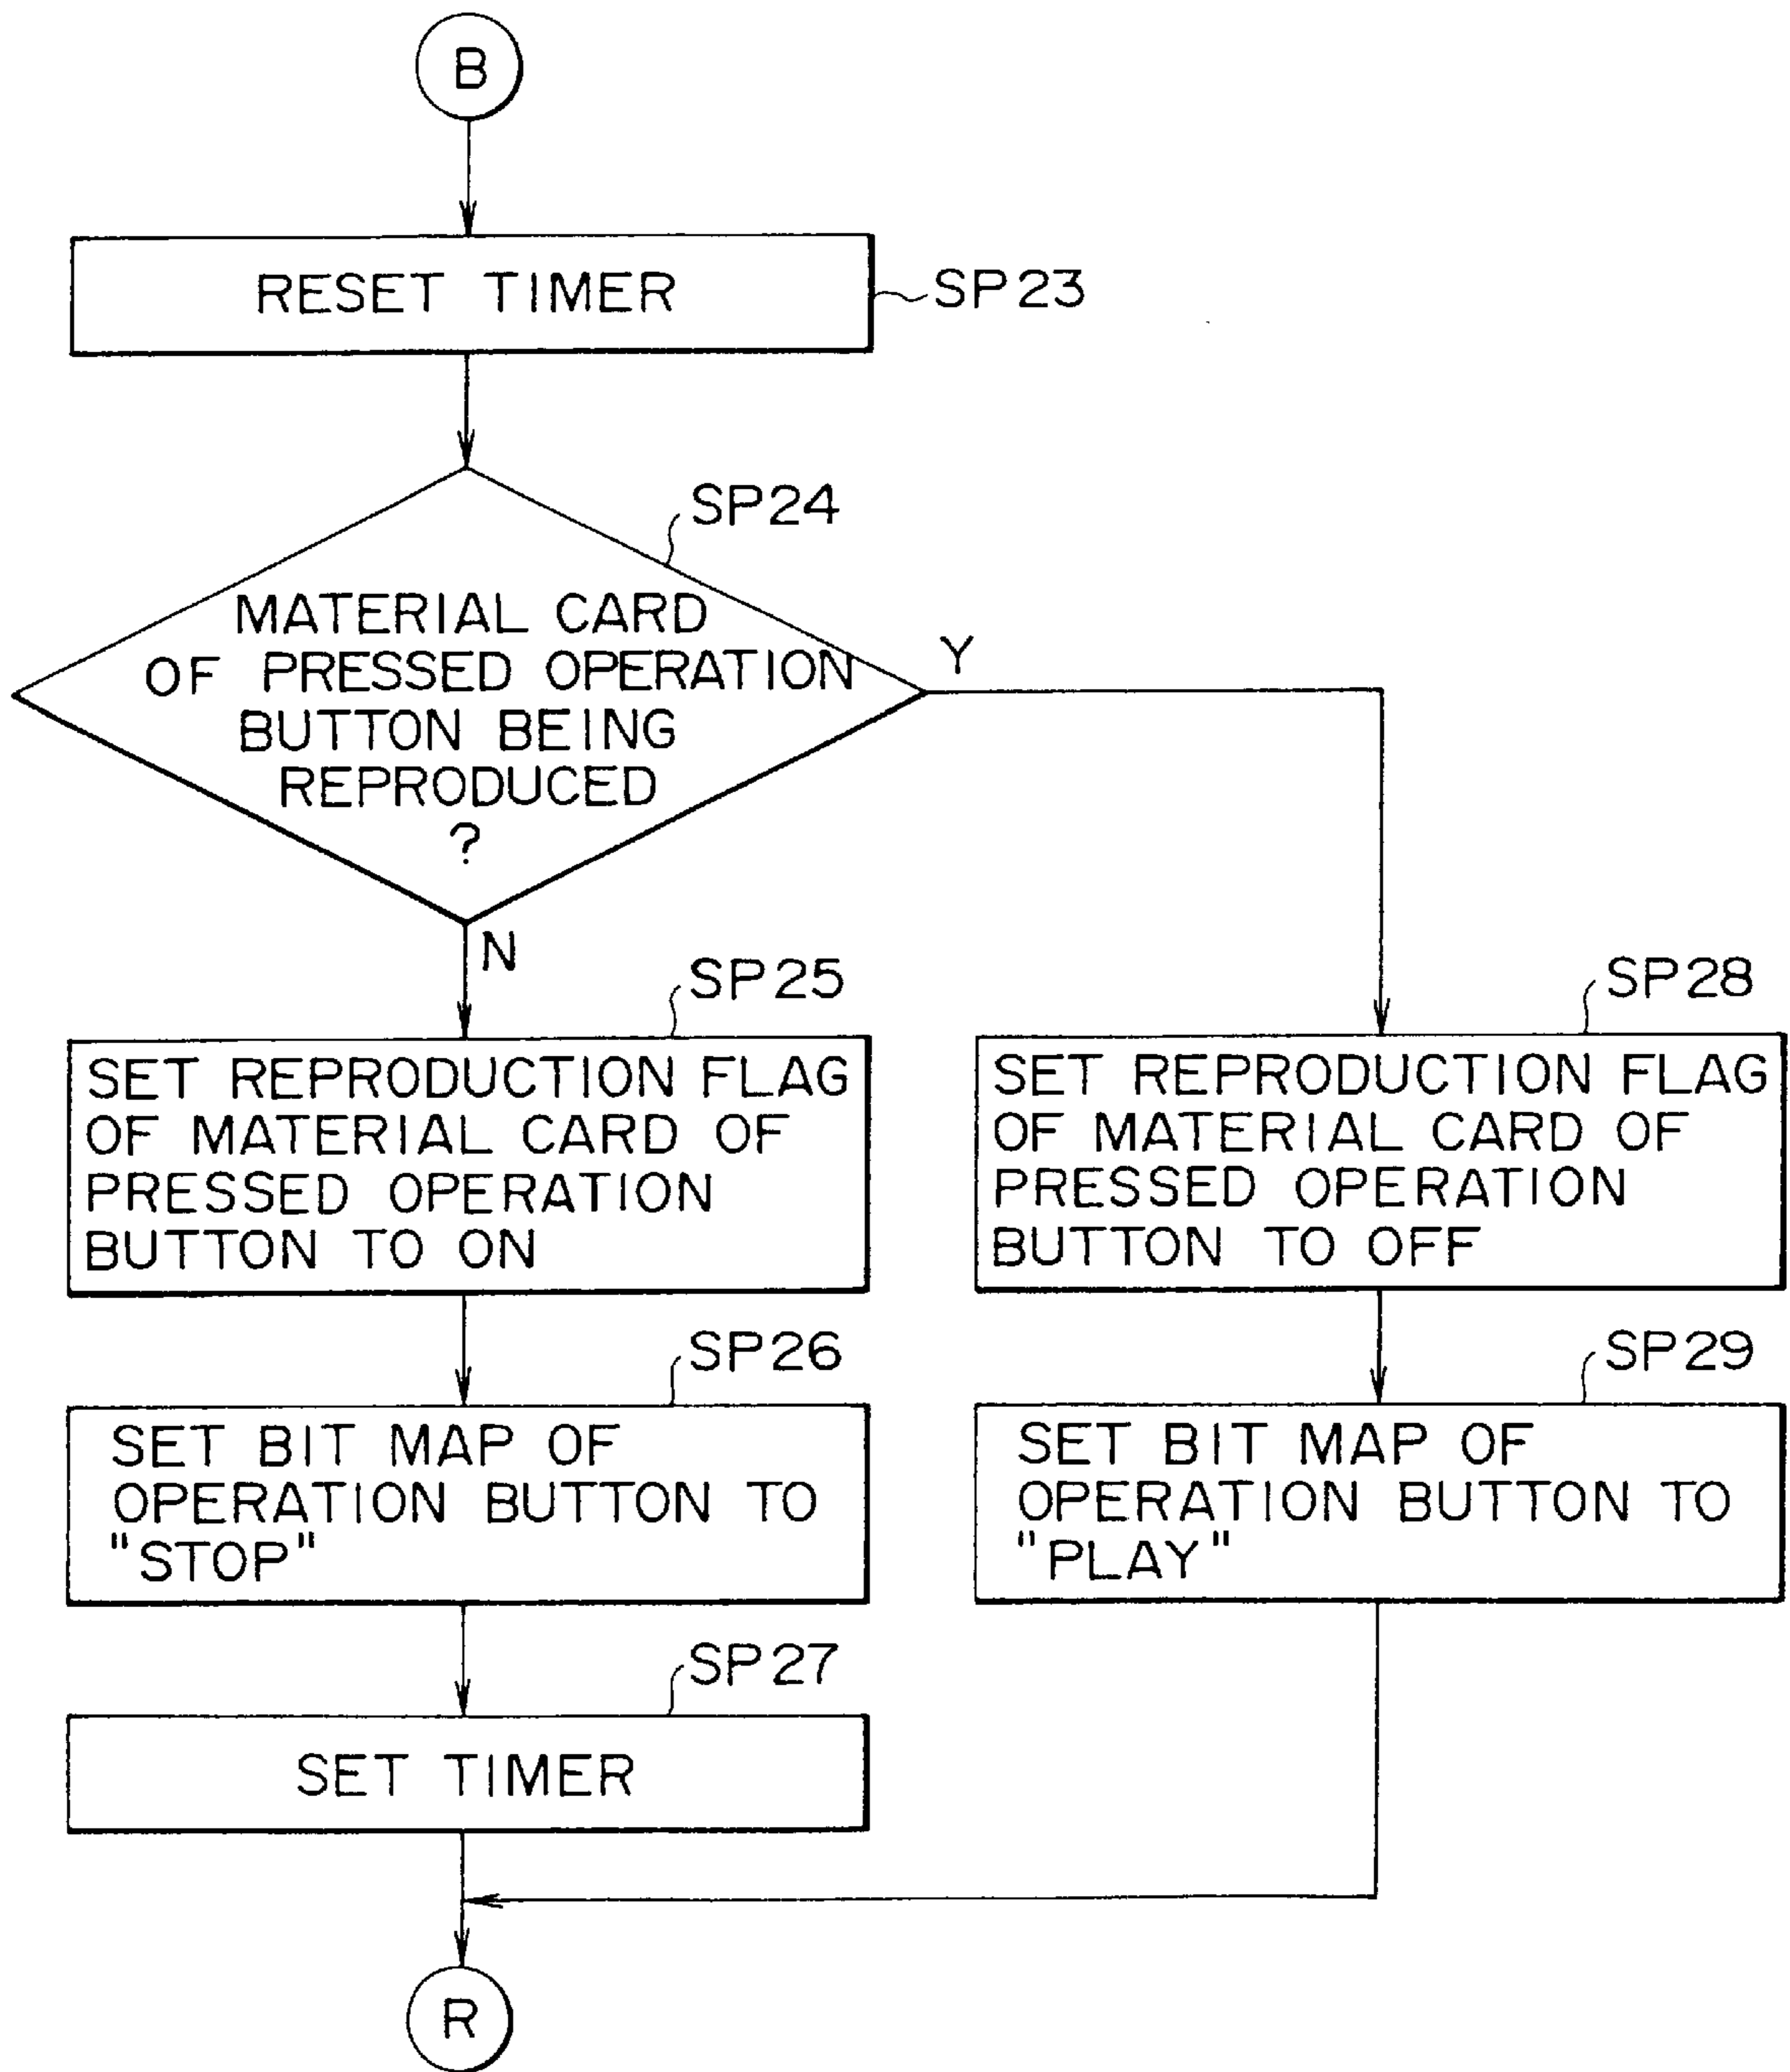 B
RESET TIMER
SP23
SP24
MATERIAL CARD
OF PRESSED OPERATION
BUTTON BEING
REPRODUCED
?
Y
N
SP25
SET REPRODUCTION FLAG
OF MATERIAL CARD OF
PRESSED OPERATION
BUTTON TO ON
SP28
SET REPRODUCTION FLAG
OF MATERIAL CARD OF
PRESSED OPERATION
BUTTON TO OFF
SP26
SET BIT MAP OF
OPERATION BUTTON TO
"STOP"
SP29
SET BIT MAP OF
OPERATION BUTTON TO
"PLAY"
SP27
SET TIMER
R